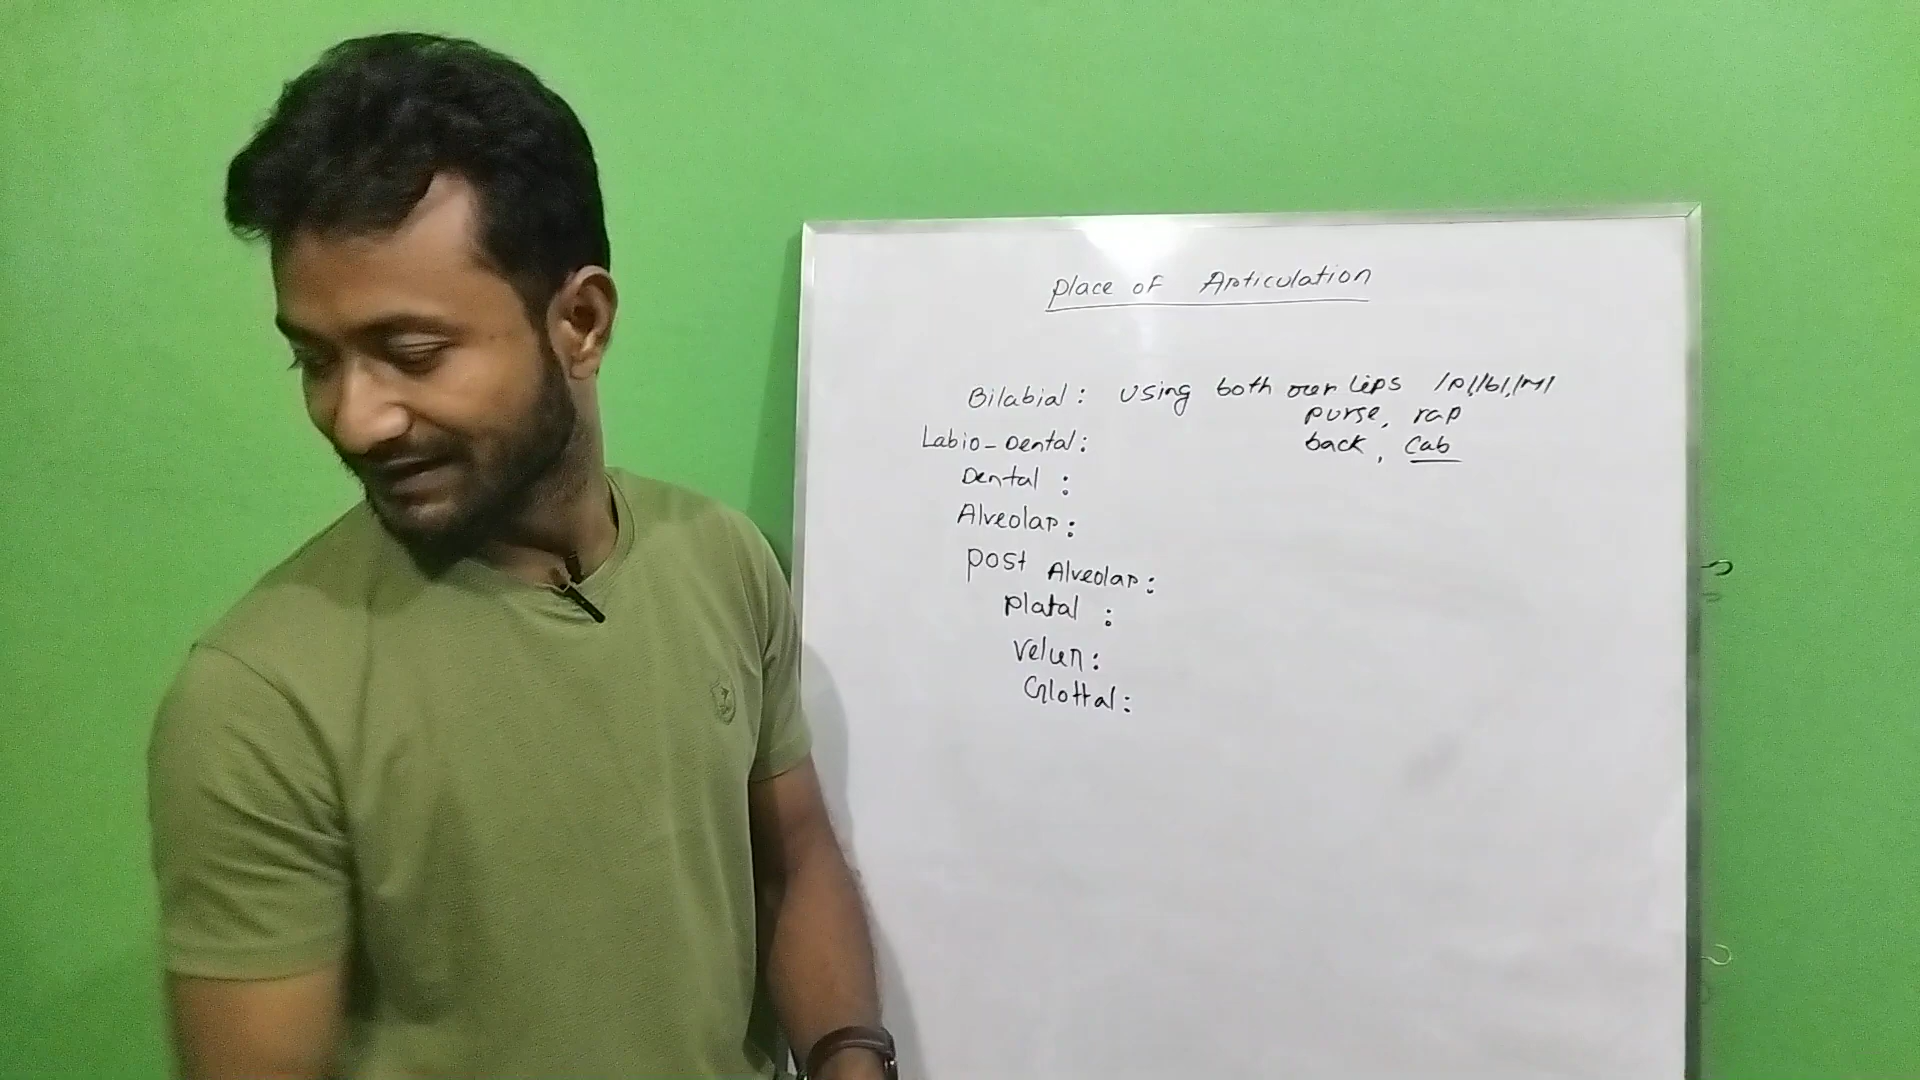 Place of Articulation
Bilabial: Using both our lips /p/,/b/,/m/
purse, rap
Labio-Dental:
back, Cab
Dental:
Alveolar:
post Alveolar:
platal:
velur:
Glottal: